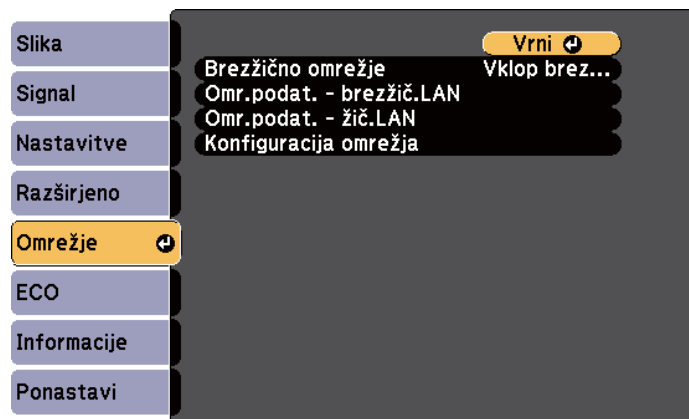 Slika
Signal
Nastavitve
Razširjeno
Omrežje
ECO
Informacije
Ponastavi
Vrni
Brezžično omrežje Vklop brez...
Omr.podat. - brezžič.LAN
Omr.podat. - žič.LAN
Konfiguracija omrežja